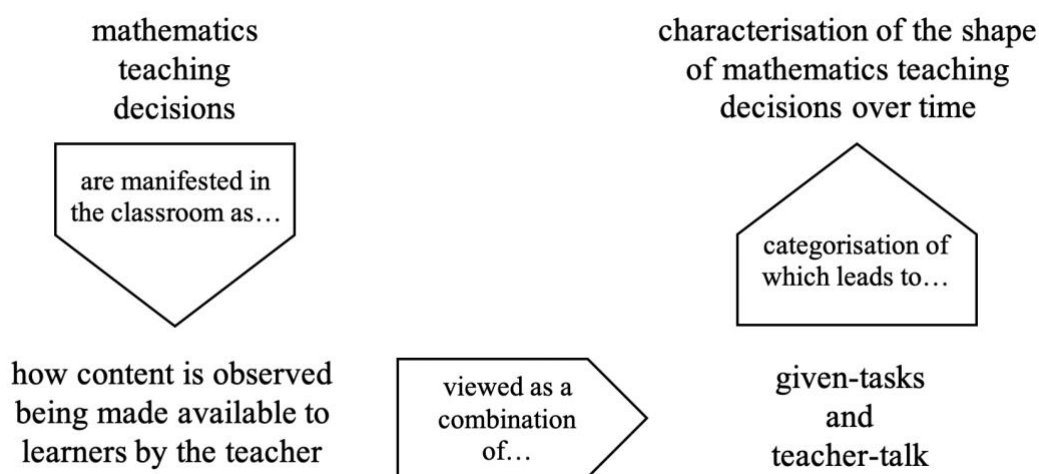 mathematics
teaching
decisions
are manifested in
the classroom as…
how content is observed
being made available to
learners by the teacher
viewed as a
combination
of…
given-tasks
and
teacher-talk
categorisation of
which leads to…
characterisation of the shape
of mathematics teaching
decisions over time